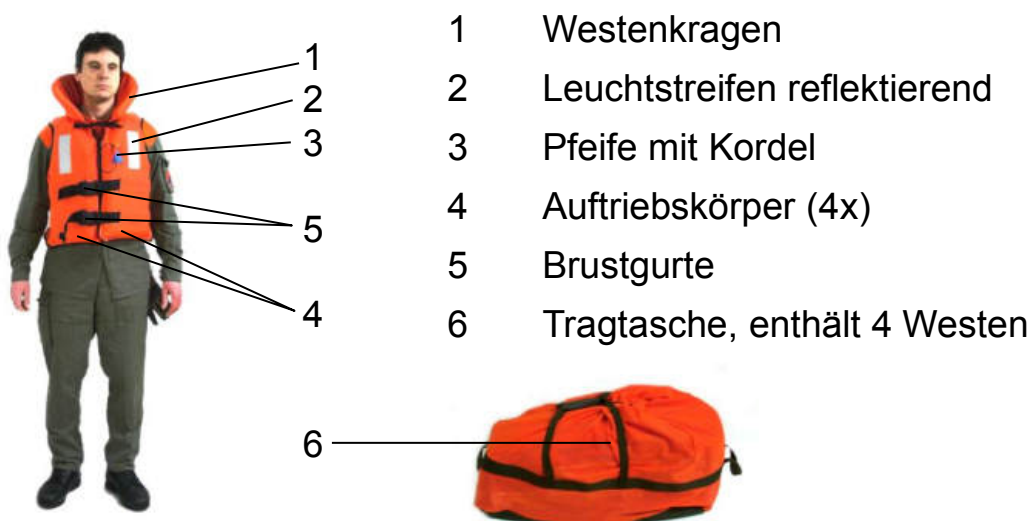 1 Westenkragen
2 Leuchtstreifen reflektierend
3 Pfeife mit Kordel
4 Auftriebskörper (4x)
5 Brustgurte
6 Tragtasche, enthält 4 Westen
1
2
3
5
4
6